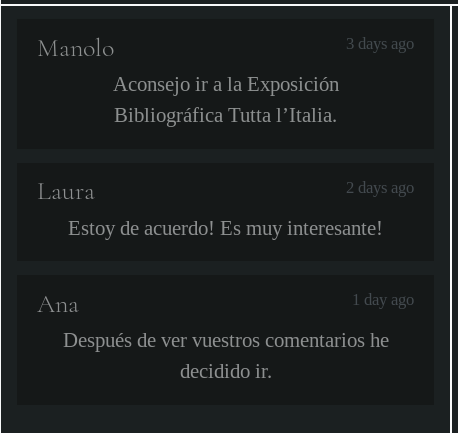 Manolo 3 days ago
Aconsejo ir a la Exposición
Bibliográfica Tutta l’Italia.
Laura 2 days ago
Estoy de acuerdo! Es muy interesante!
Ana 1 day ago
Después de ver vuestros comentarios he
decidido ir.